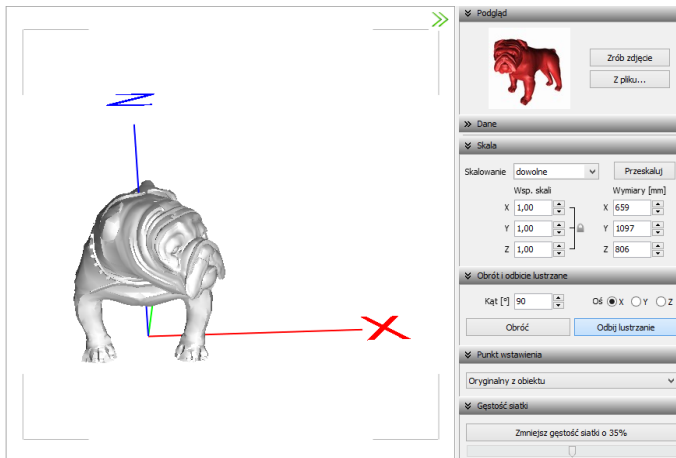 Z
X
Podgląd
Zrób zdjęcie
Z pliku...
Dane
Skala
Skalowanie dowolne Przeskaluj
Wsp. skali Wymiary [mm]
X 1,00 X 659
Y 1,00 Y 1097
Z 1,00 Z 806
Obrót i odbicie lustrzane
Kąt [°] 90 Oś X Y Z
Obróć Odbij lustrzanie
Punkt wstawienia
Oryginalny z obiektu
Gęstość siatki
Zmniejsz gęstość siatki o 35%